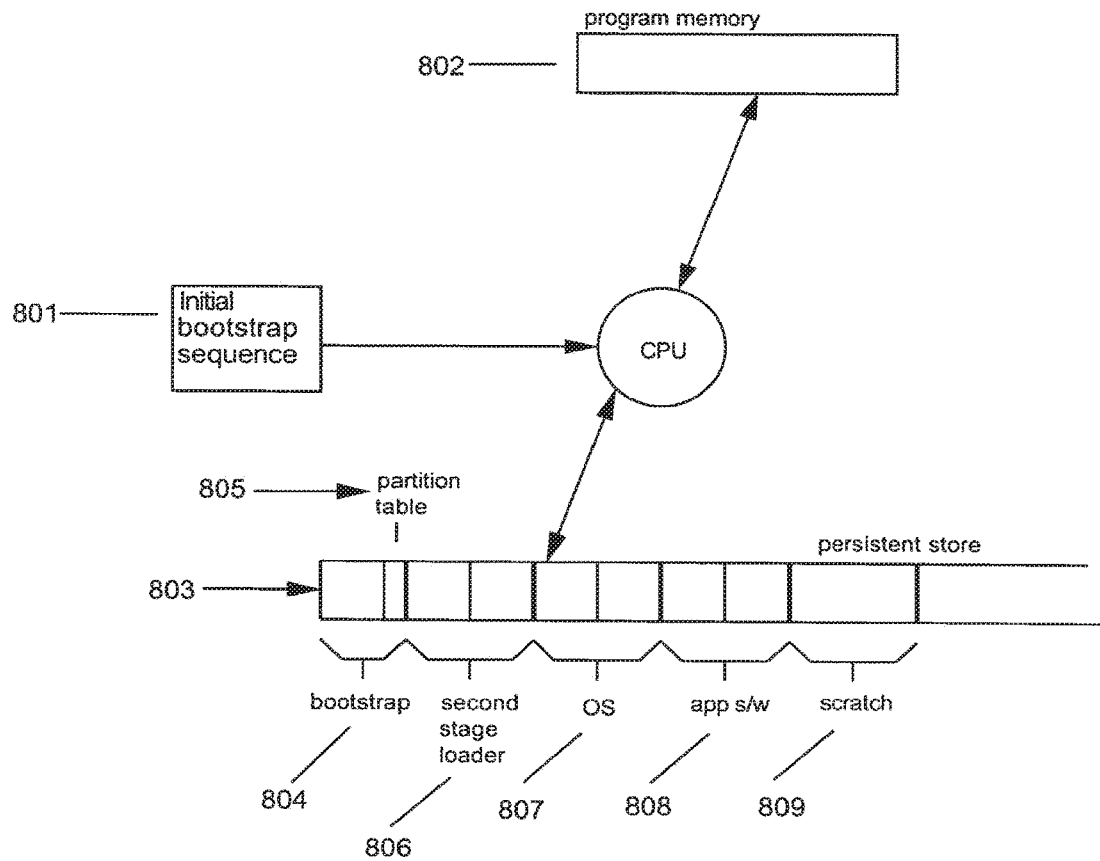 program memory
802
801
Initial
bootstrap
sequence
CPU
805
partition
table
persistent store
803
bootstrap
second
stage
loader
OS
app s/w
scratch
804
806
807
808
809